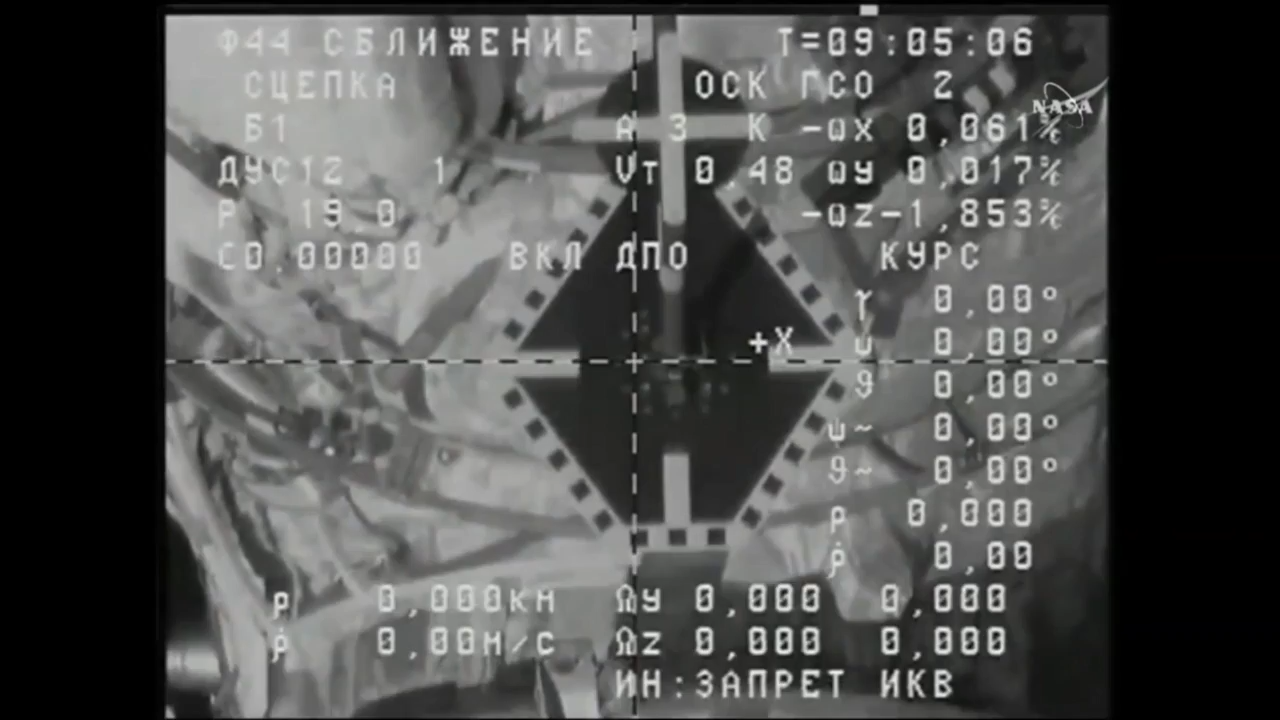 Ф44 СБЛИЖЕНИЕ T=09:05:06
СЦЕПКА ОСК ГСО 2
NASA
Б1 А З К -ωx 0,061%
ДУС12 1 Vт 0,48 ωy 0,017%
Р 19,0 -ωz-1,853%
С0,00000 ВКЛ ДПО КУРС
γ 0,00°
+X ψ 0,00°
ϑ 0,00°
ψ~ 0,00°
ϑ~ 0,00°
ρ 0,000
ρ̇ 0,00
ρ 0,000км Ωy 0,000 0,000
ρ̇ 0,00м/с Ωz 0,000 0,000
ИН:ЗАПРЕТ ИКВ